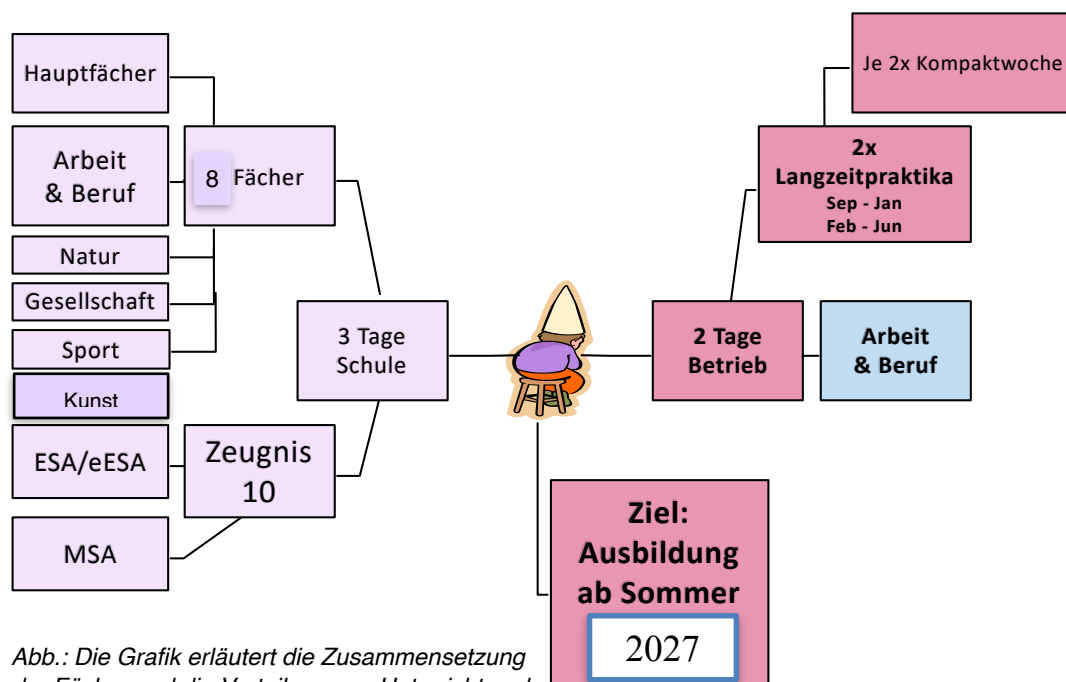 Hauptfächer
Arbeit
& Beruf
Natur
Gesellschaft
Sport
Kunst
ESA/eESA
MSA
8 Fächer
Zeugnis
10
3 Tage
Schule
2 Tage
Betrieb
Arbeit
& Beruf
2x
Langzeitpraktika
Sep - Jan
Feb - Jun
Je 2x Kompaktwoche
Ziel:
Ausbildung
ab Sommer
2027
Abb.: Die Grafik erläutert die Zusammensetzung